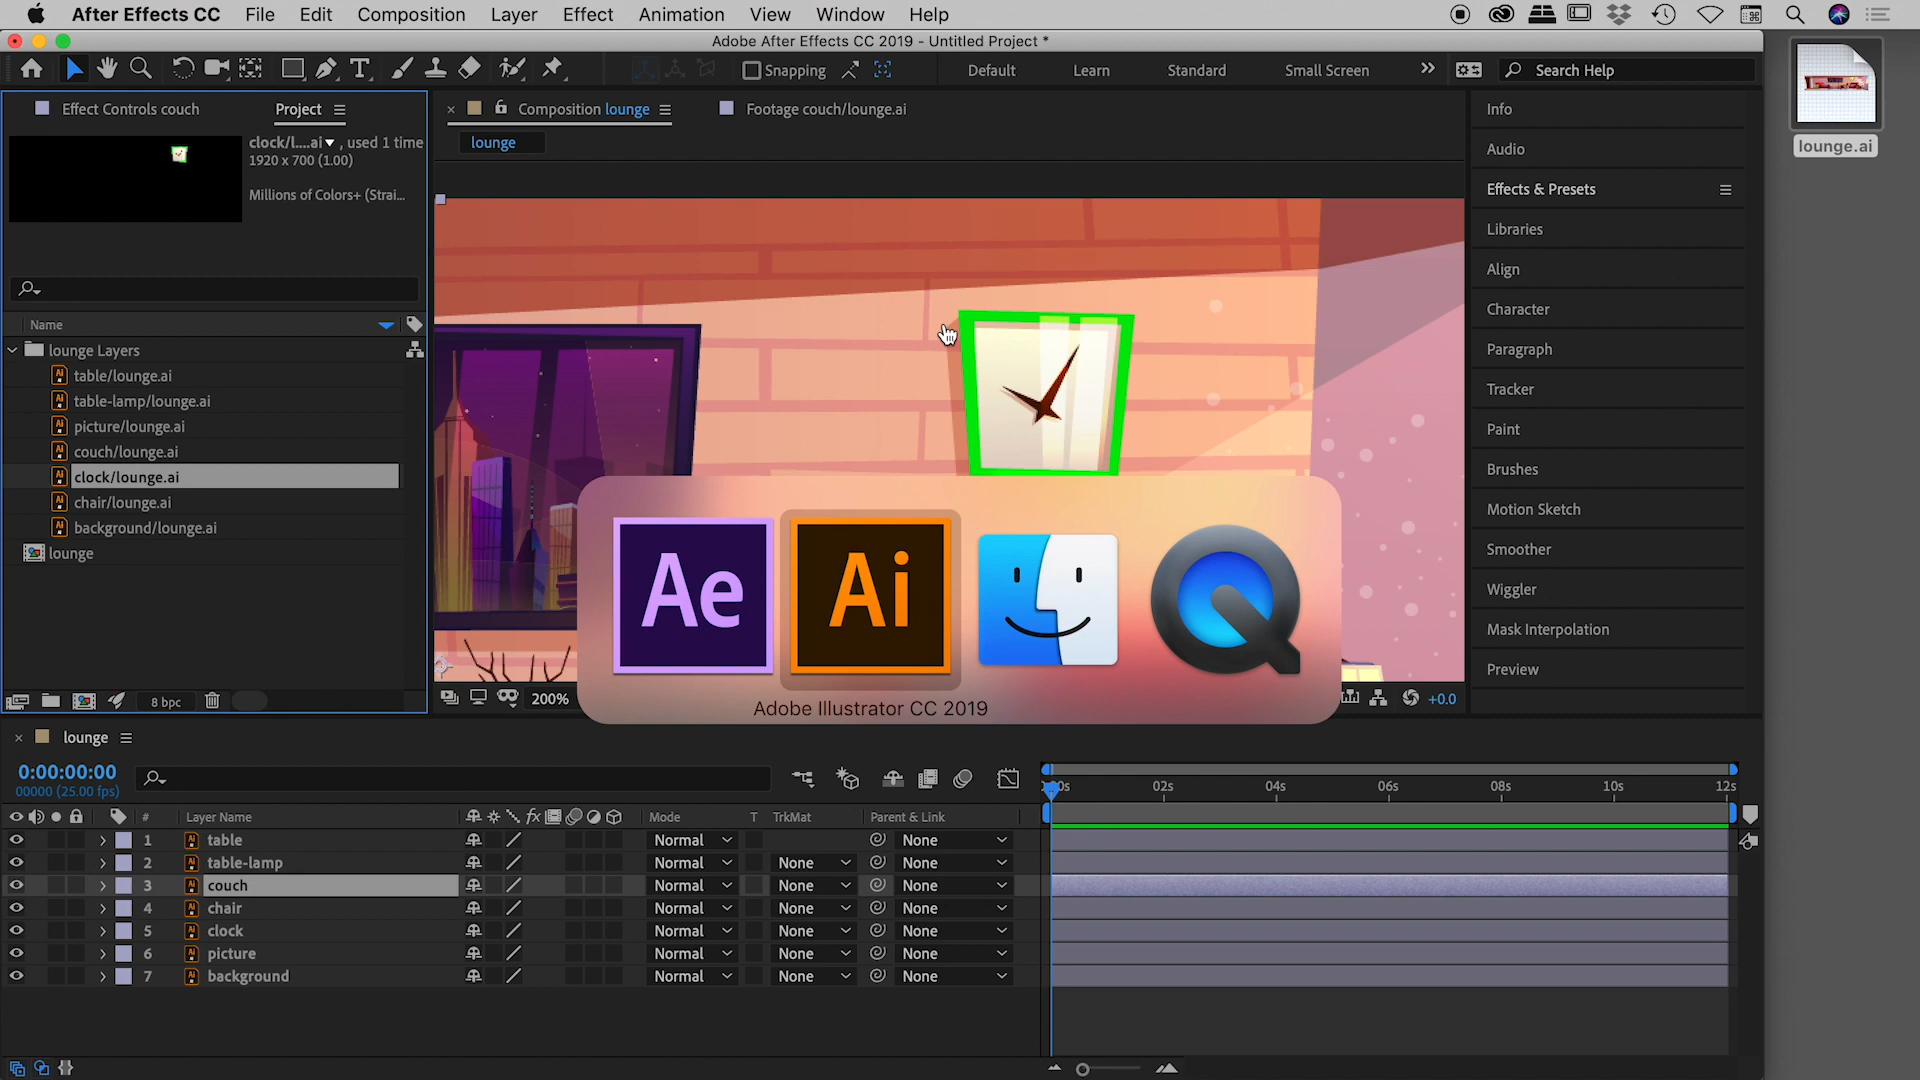 After Effects CC File Edit Composition Layer Effect Animation View Window Help
Adobe After Effects CC 2019 - Untitled Project *
Snapping Default Learn Standard Small Screen Search Help
Effect Controls couch Project
clock/l....ai , used 1 time
1920 x 700 (1.00)
Millions of Colors+ (Strai...
Composition lounge Footage couch/lounge.ai
lounge
Name
lounge Layers
table/lounge.ai
table-lamp/lounge.ai
picture/lounge.ai
couch/lounge.ai
clock/lounge.ai
chair/lounge.ai
background/lounge.ai
lounge
8 bpc
200%
+0.0
Ae Ai
Adobe Illustrator CC 2019
Info
Audio
Effects & Presets
Libraries
Align
Character
Paragraph
Tracker
Paint
Brushes
Motion Sketch
Smoother
Wiggler
Mask Interpolation
Preview
lounge.ai
lounge
0:00:00:00
00000 (25.00 fps)
02s 04s 06s 08s 10s 12s
# Layer Name Mode T TrkMat Parent & Link
1 table Normal None
2 table-lamp Normal None None
3 couch Normal None None
4 chair Normal None None
5 clock Normal None None
6 picture Normal None None
7 background Normal None None